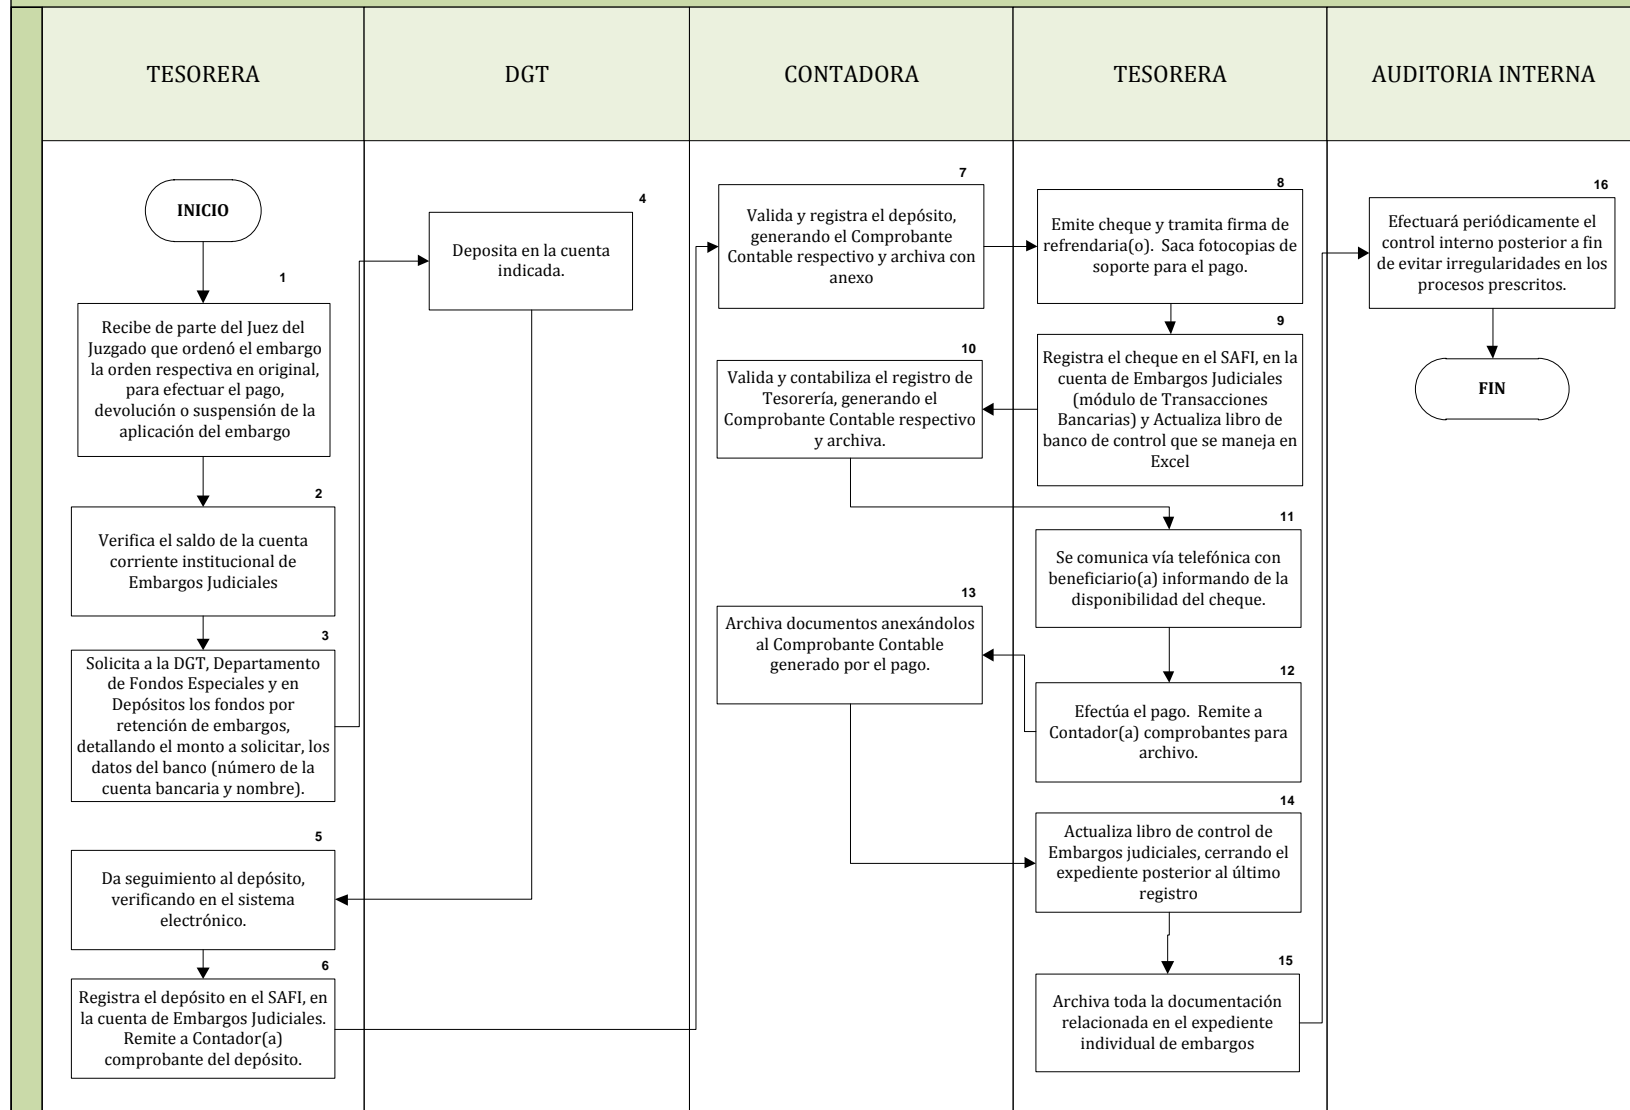 TESORERA
DGT
CONTADORA
TESORERA
AUDITORIA INTERNA
INICIO
1
Recibe de parte del Juez del
Juzgado que ordenó el embargo
la orden respectiva en original,
para efectuar el pago,
devolución o suspensión de la
aplicación del embargo
2
Verifica el saldo de la cuenta
corriente institucional de
Embargos Judiciales
3
Solicita a la DGT, Departamento
de Fondos Especiales y en
Depósitos los fondos por
retención de embargos,
detallando el monto a solicitar, los
datos del banco (número de la
cuenta bancaria y nombre).
4
Deposita en la cuenta
indicada.
5
Da seguimiento al depósito,
verificando en el sistema
electrónico.
6
Registra el depósito en el SAFI, en
la cuenta de Embargos Judiciales.
Remite a Contador(a)
comprobante del depósito.
7
Valida y registra el depósito,
generando el Comprobante
Contable respectivo y archiva con
anexo
8
Emite cheque y tramita firma de
refrendaria(o).  Saca fotocopias de
soporte para el pago.
9
Registra el cheque en el SAFI, en la
cuenta de Embargos Judiciales
(módulo de Transacciones
Bancarias) y Actualiza libro de
banco de control que se maneja en
Excel
10
Valida y contabiliza el registro de
Tesorería, generando el
Comprobante Contable respectivo
y archiva.
11
Se comunica vía telefónica con
beneficiario(a) informando de la
disponibilidad del cheque.
12
Efectúa el pago.  Remite a
Contador(a) comprobantes para
archivo.
13
Archiva documentos anexándolos
al Comprobante Contable
generado por el pago.
14
Actualiza libro de control de
Embargos judiciales, cerrando el
expediente posterior al último
registro
15
Archiva toda la documentación
relacionada en el expediente
individual de embargos
16
Efectuará periódicamente el
control interno posterior a fin
de evitar irregularidades en los
procesos prescritos.
FIN